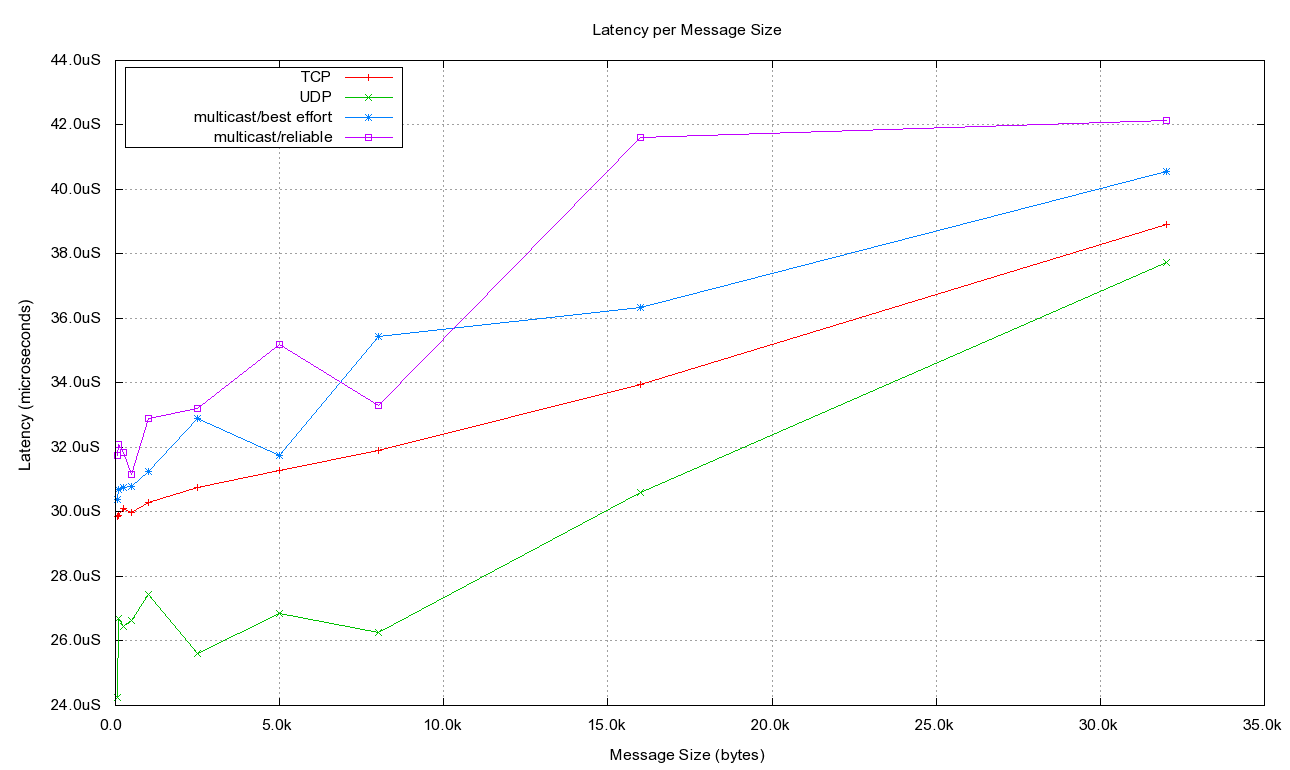 Latency per Message Size
44.0uS
42.0uS
40.0uS
38.0uS
36.0uS
34.0uS
32.0uS
30.0uS
28.0uS
26.0uS
24.0uS
TCP
UDP
multicast/best effort
multicast/reliable
Latency (microseconds)
0.0 5.0k 10.0k 15.0k 20.0k 25.0k 30.0k 35.0k
Message Size (bytes)